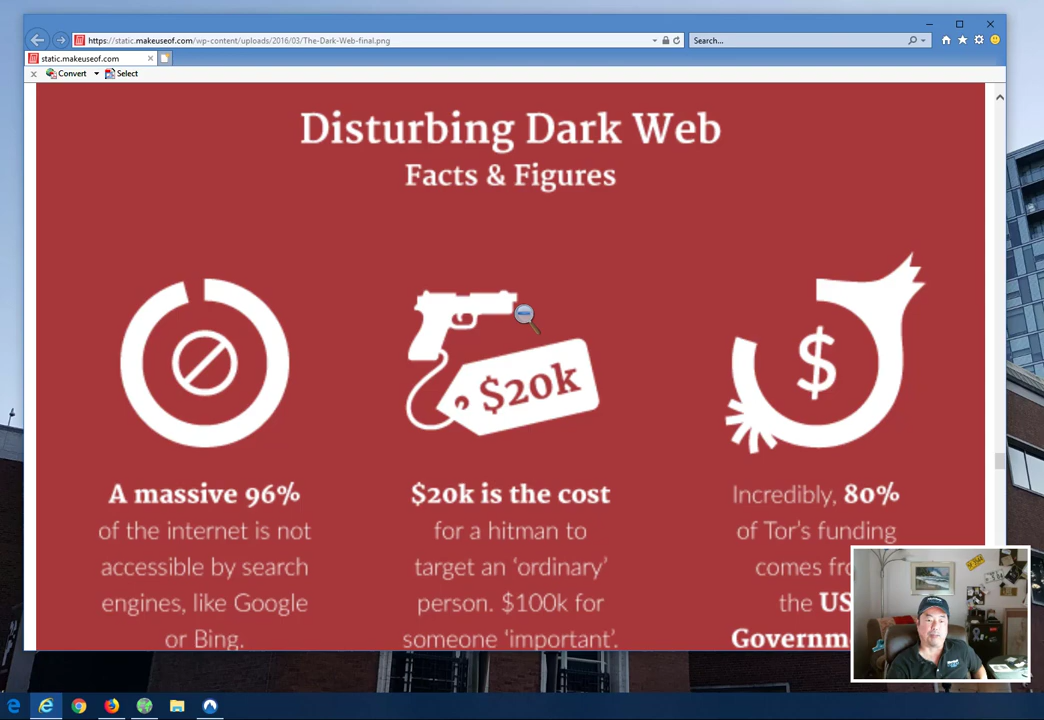 https://static.makeuseof.com/wp-content/uploads/2016/03/The-Dark-Web-final.png
Search...
static.makeuseof.com
Convert
Select
Disturbing Dark Web
Facts & Figures
$20k
$
A massive 96%
of the internet is not
accessible by search
engines, like Google
or Bing.
$20k is the cost
for a hitman to
target an ‘ordinary’
person. $100k for
someone ‘important’.
Incredibly, 80%
of Tor’s funding
comes
the US